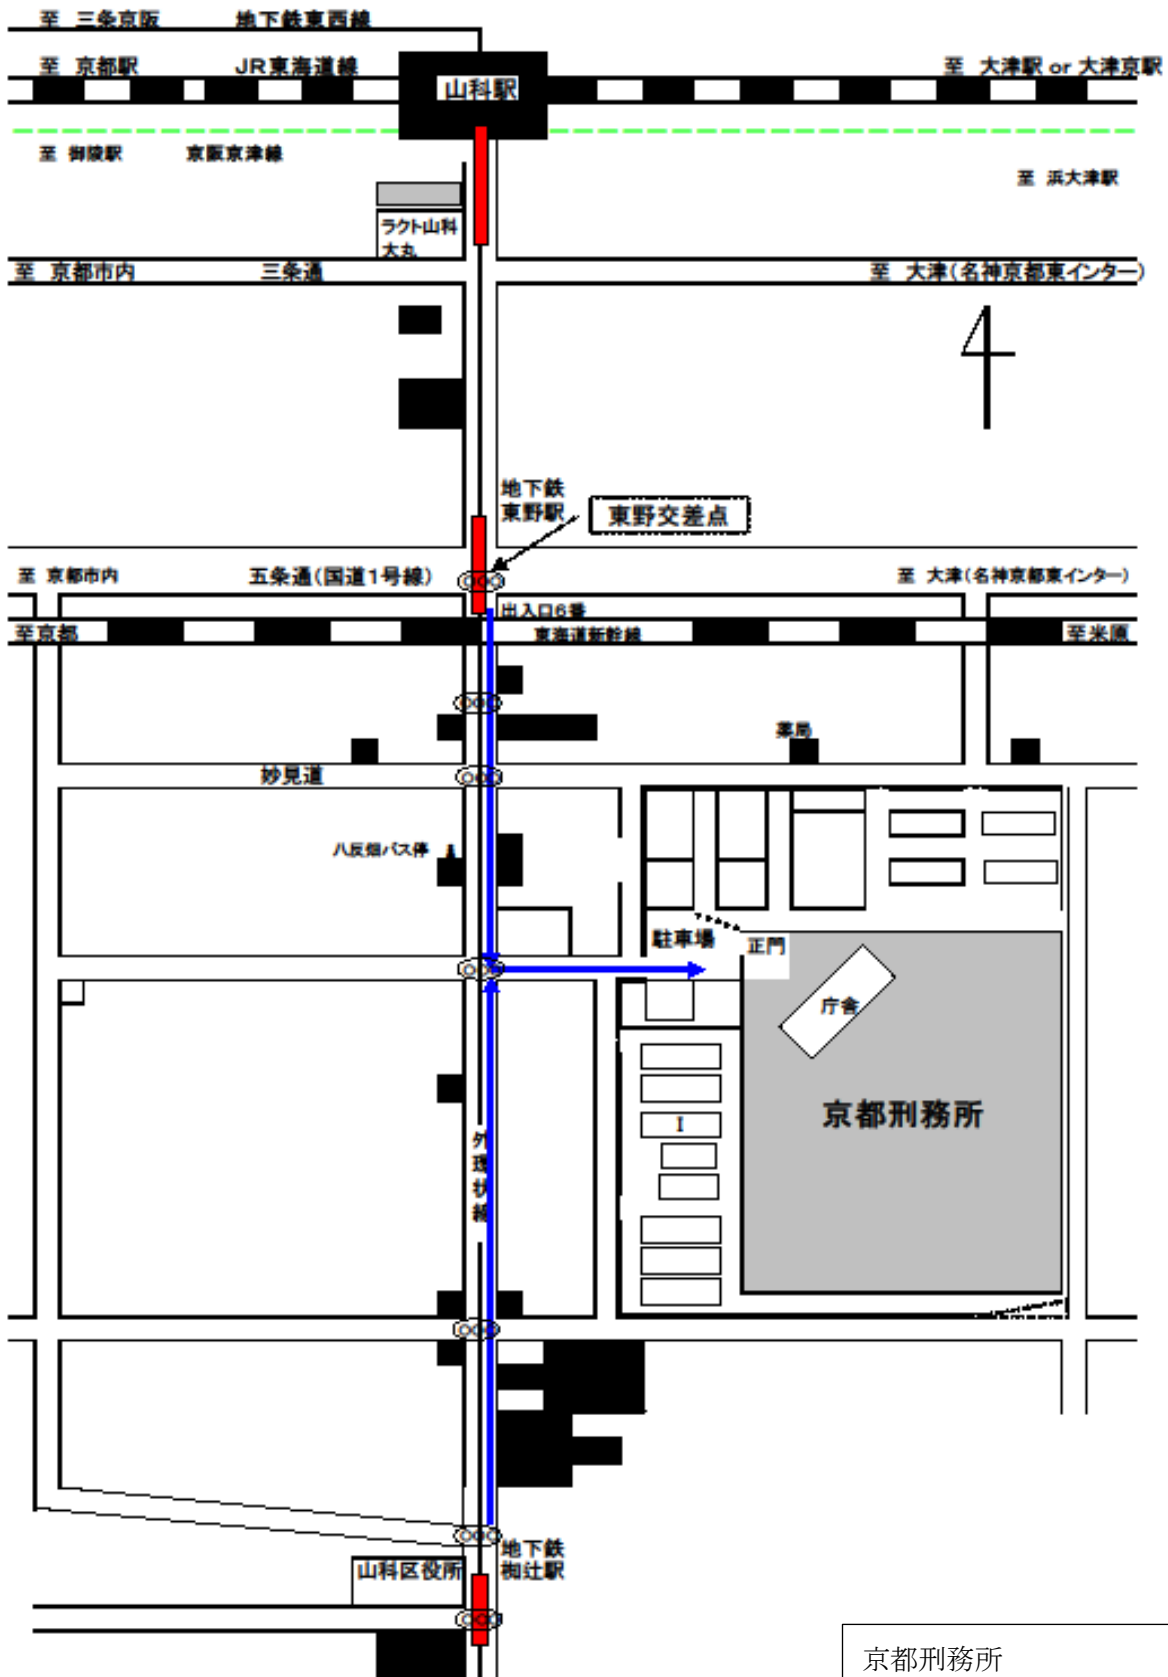 至 三条京阪 地下鉄東西線
至 京都駅 JR東海道線
至 大津駅 or 大津京駅
山科駅
至 御陵駅 京阪京津線
至 浜大津駅
ラクト山科
大丸
至 京都市内 三条通
至 大津(名神京都東インター)
地下鉄
東野駅
東野交差点
至 京都市内 五条通(国道1号線)
至 大津(名神京都東インター)
出入口6番
至京都
東海道新幹線
至米原
薬局
妙見道
八反畑バス停
駐車場
正門
庁舎
京都刑務所
I
外環状線
地下鉄
椥辻駅
山科区役所
京都刑務所